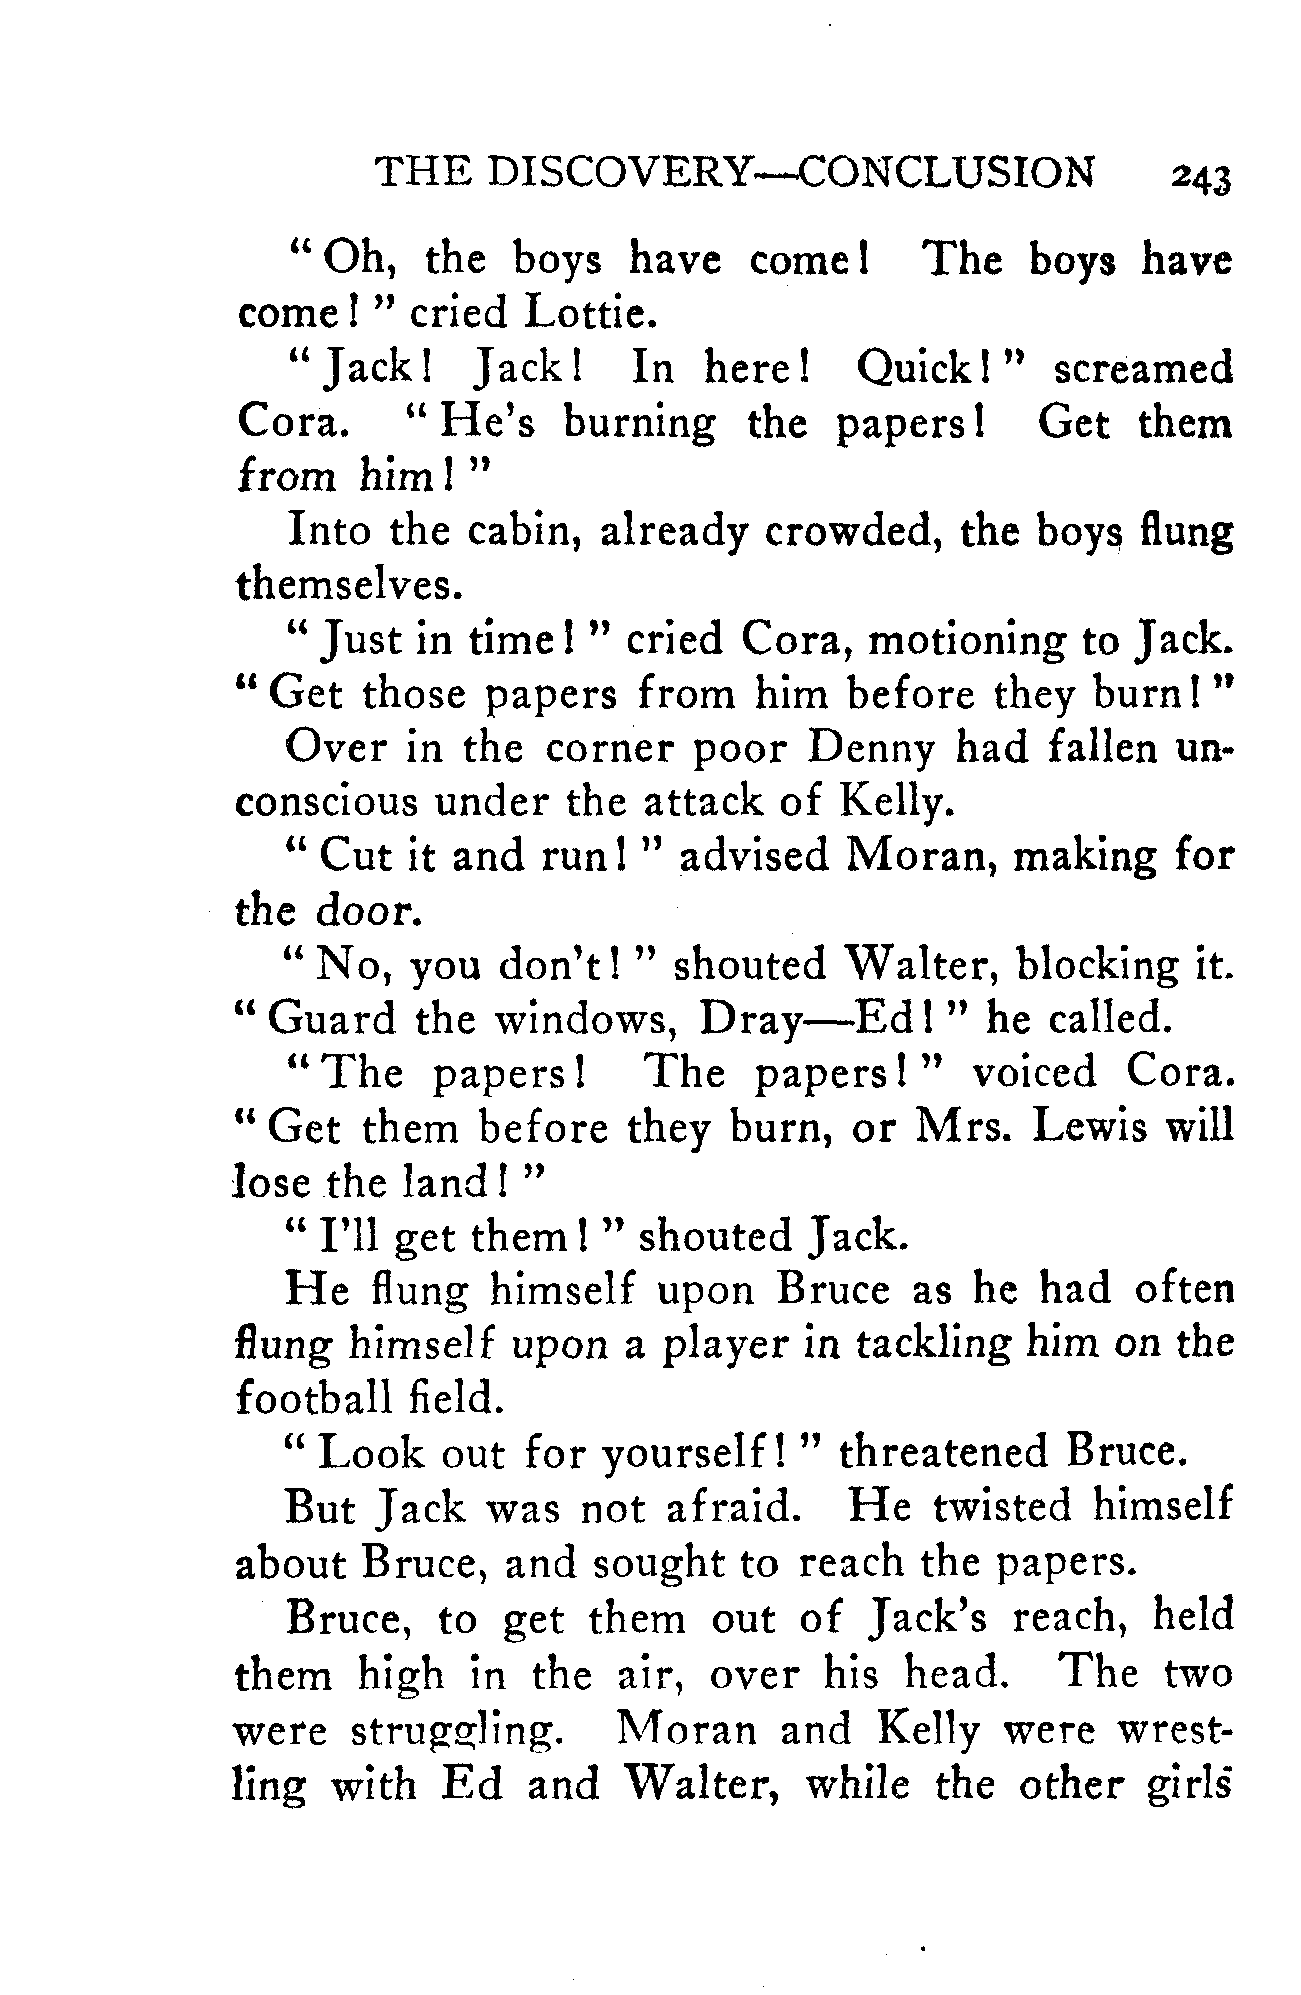 THE DISCOVERY—CONCLUSION 243
" Oh, the boys have come! The boys have
come! " cried Lottie.
" Jack! Jack! In here! Quick! " screamed
Cora. " He's burning the papers! Get them
from him! "
Into the cabin, already crowded, the boys flung
themselves.
" Just in time! " cried Cora, motioning to Jack.
" Get those papers from him before they burn! "
Over in the corner poor Denny had fallen un-
conscious under the attack of Kelly.
" Cut it and run! " advised Moran, making for
the door.
" No, you don't! " shouted Walter, blocking it.
" Guard the windows, Dray—Ed! " he called.
" The papers! The papers! " voiced Cora.
" Get them before they burn, or Mrs. Lewis will
lose the land! "
" I'll get them! " shouted Jack.
He flung himself upon Bruce as he had often
flung himself upon a player in tackling him on the
football field.
" Look out for yourself! " threatened Bruce.
But Jack was not afraid. He twisted himself
about Bruce, and sought to reach the papers.
Bruce, to get them out of Jack's reach, held
them high in the air, over his head. The two
were struggling. Moran and Kelly were wrest-
ling with Ed and Walter, while the other girls